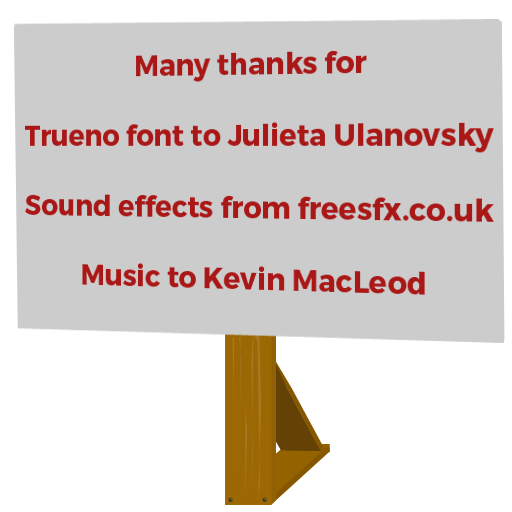 Many thanks for
Trueno font to Julieta Ulanovsky
Sound effects from freesfx.co.uk
Music to Kevin MacLeod